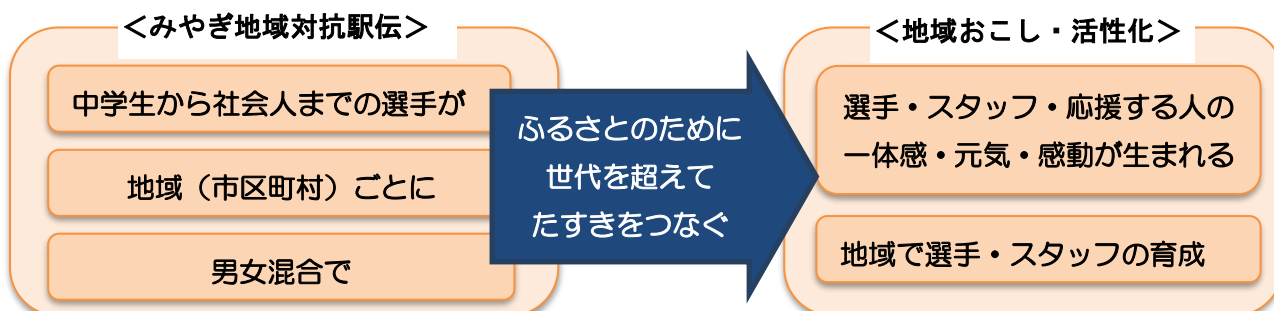 ＜みやぎ地域対抗駅伝＞
中学生から社会人までの選手が
地域（市区町村）ごとに
男女混合で
ふるさとのために
世代を超えて
たすきをつなぐ
＜地域おこし・活性化＞
選手・スタッフ・応援する人の
一体感・元気・感動が生まれる
地域で選手・スタッフの育成